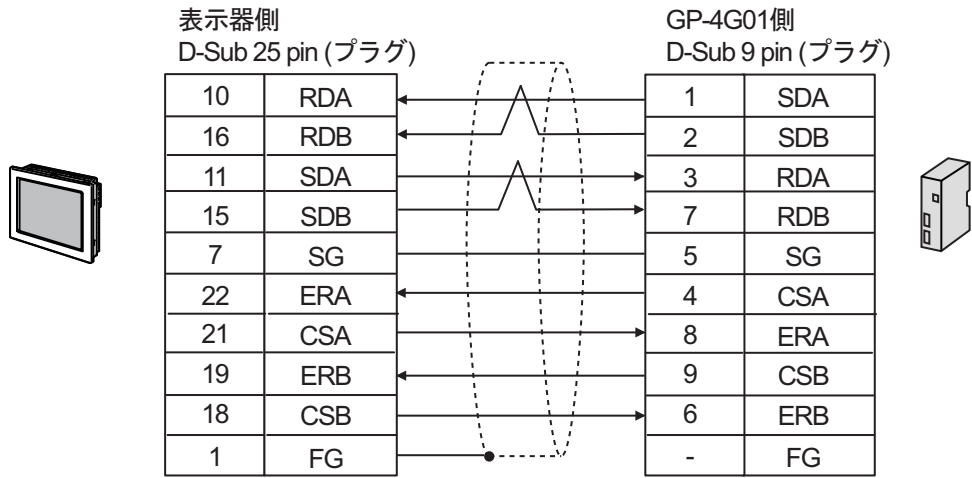 表示器側 GP-4G01側
D-Sub 25 pin (プラグ) D-Sub 9 pin (プラグ)
10 RDA 1 SDA
16 RDB 2 SDB
11 SDA 3 RDA
15 SDB 7 RDB
7 SG 5 SG
22 ERA 4 CSA
21 CSA 8 ERA
19 ERB 9 CSB
18 CSB 6 ERB
1 FG - FG